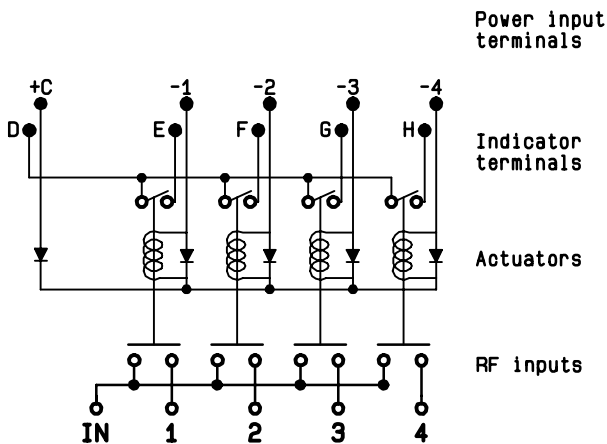 Power input
terminals
+C -1 -2 -3 -4
D E F G H
Indicator
terminals
Actuators
RF inputs
IN 1 2 3 4